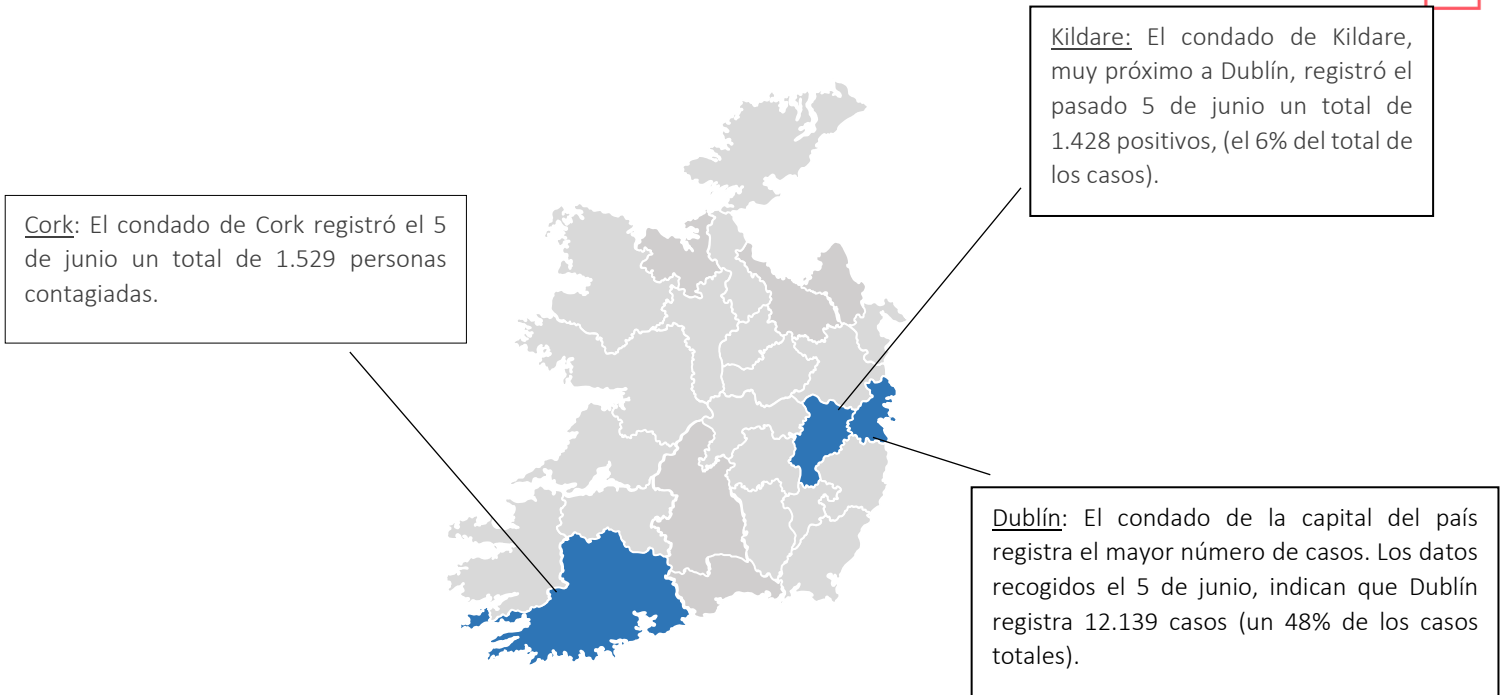 Kildare: El condado de Kildare,
muy próximo a Dublín, registró el
pasado 5 de junio un total de
1.428 positivos, (el 6% del total de
los casos).
Cork: El condado de Cork registró el 5
de junio un total de 1.529 personas
contagiadas.
Dublín: El condado de la capital del país
registra el mayor número de casos. Los datos
recogidos el 5 de junio, indican que Dublín
registra 12.139 casos (un 48% de los casos
totales).